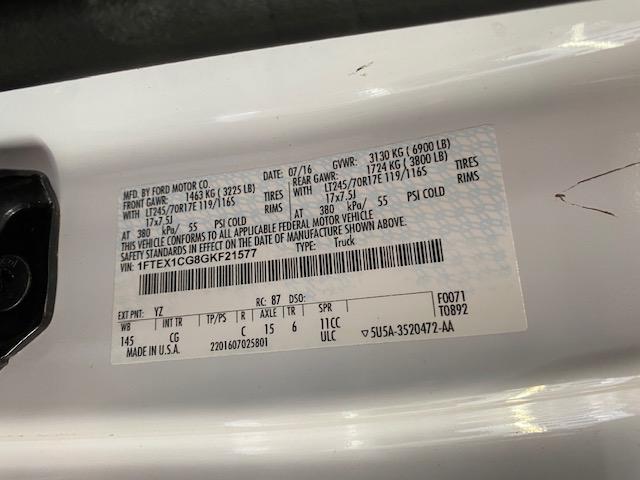 MFD. BY FORD MOTOR CO.
DATE: 07/16 GVWR: 3130 KG ( 6900 LB)
FRONT GAWR: 1463 KG ( 3225 LB) REAR GAWR: 1724 KG ( 3800 LB)
WITH LT245/70R17E 119/116S TIRES WITH LT245/70R17E 119/116S TIRES
17x7.5J RIMS 17x7.5J RIMS
AT 380 kPa/ 55 PSI COLD AT 380 kPa/ 55 PSI COLD
THIS VEHICLE CONFORMS TO ALL APPLICABLE FEDERAL MOTOR VEHICLE
SAFETY STANDARDS IN EFFECT ON THE DATE OF MANUFACTURE SHOWN ABOVE.
VIN: 1FTEX1CG8GKF21577 TYPE: Truck
F0071
T0892
EXT PNT: YZ RC: 87 DSO:
WB INT TR TP/PS R AXLE TR SPR
145 CG C 15 6 11CC
ULC ▽5U5A-3520472-AA
MADE IN U.S.A. 2201607025801